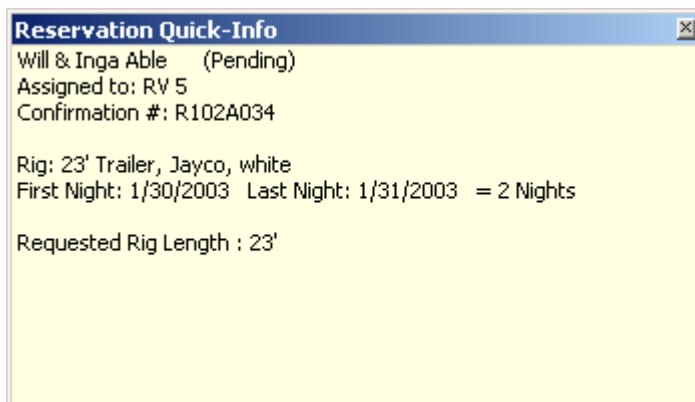 Reservation Quick-Info
Will & Inga Able (Pending)
Assigned to: RV 5
Confirmation #: R102A034
Rig: 23' Trailer, Jayco, white
First Night: 1/30/2003 Last Night: 1/31/2003 = 2 Nights
Requested Rig Length : 23'